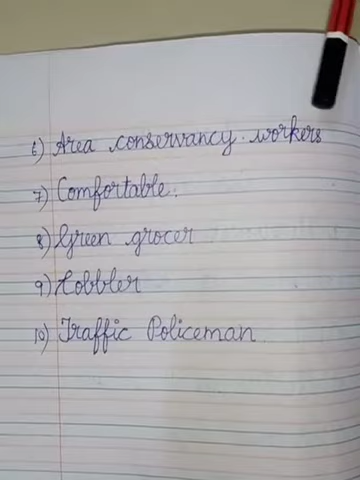 6) Area conservancy workers
7) Comfortable.
8) Green grocer
9) Cobbler
10) Traffic Policeman